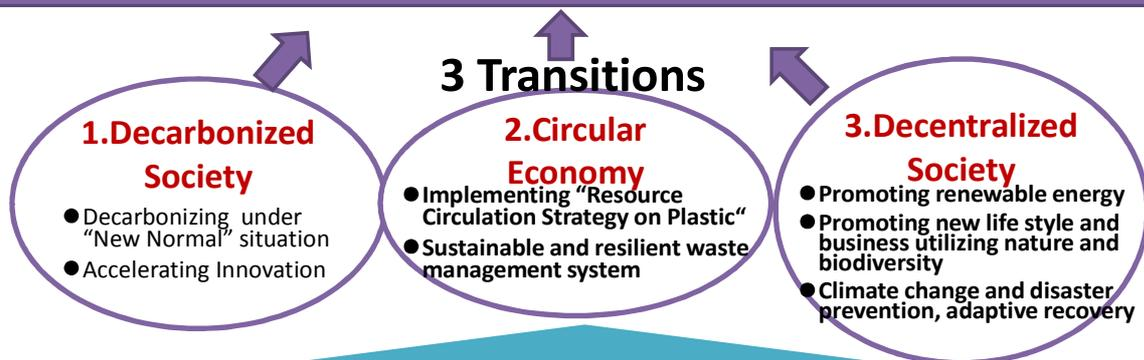 3 Transitions
1.Decarbonized
Society
●Decarbonizing  under
“New Normal” situation
●Accelerating Innovation
2.Circular
Economy
●Implementing “Resource
Circulation Strategy on Plastic“
●Sustainable and resilient waste
management system
3.Decentralized
Society
●Promoting renewable energy
●Promoting new life style and
business utilizing nature and
biodiversity
●Climate change and disaster
prevention, adaptive recovery